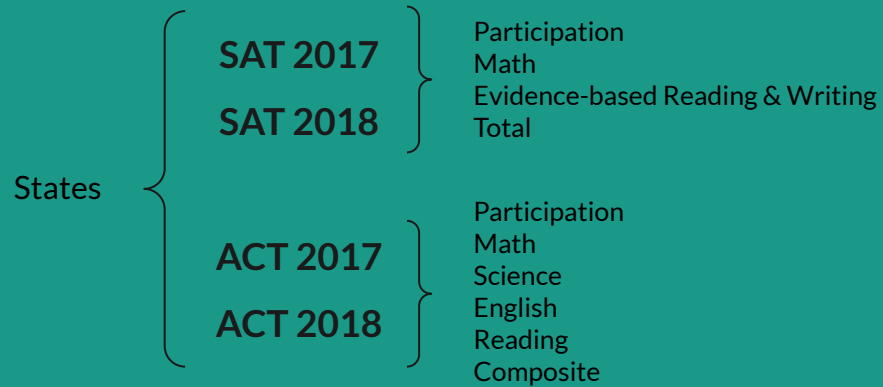 States
SAT 2017
SAT 2018
Participation
Math
Evidence-based Reading & Writing
Total
ACT 2017
ACT 2018
Participation
Math
Science
English
Reading
Composite